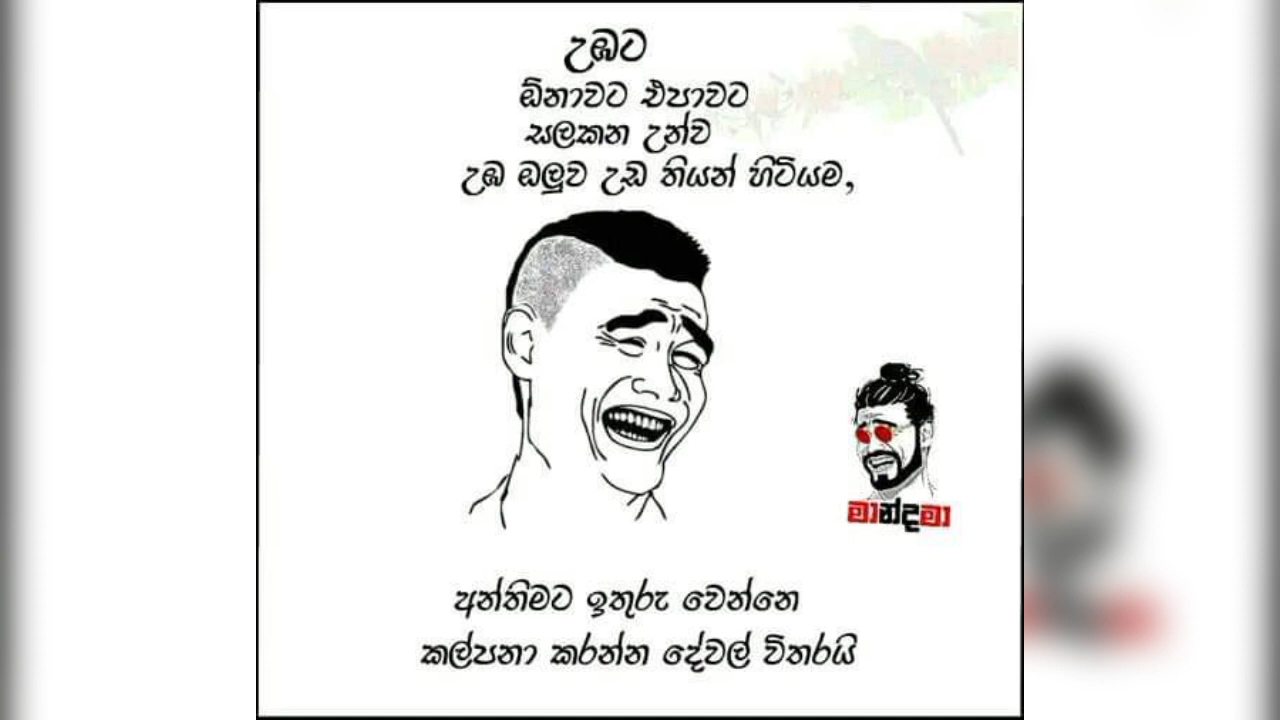 උඹට
ඕනාවට එපාවට
සලකන උන්ව
උඹ ඔලුව උඩ තියන් හිටියම,
මාන්දමා
අන්තිමට ඉතුරු වෙන්නෙ
කල්පනා කරන්න දේවල් විතරයි